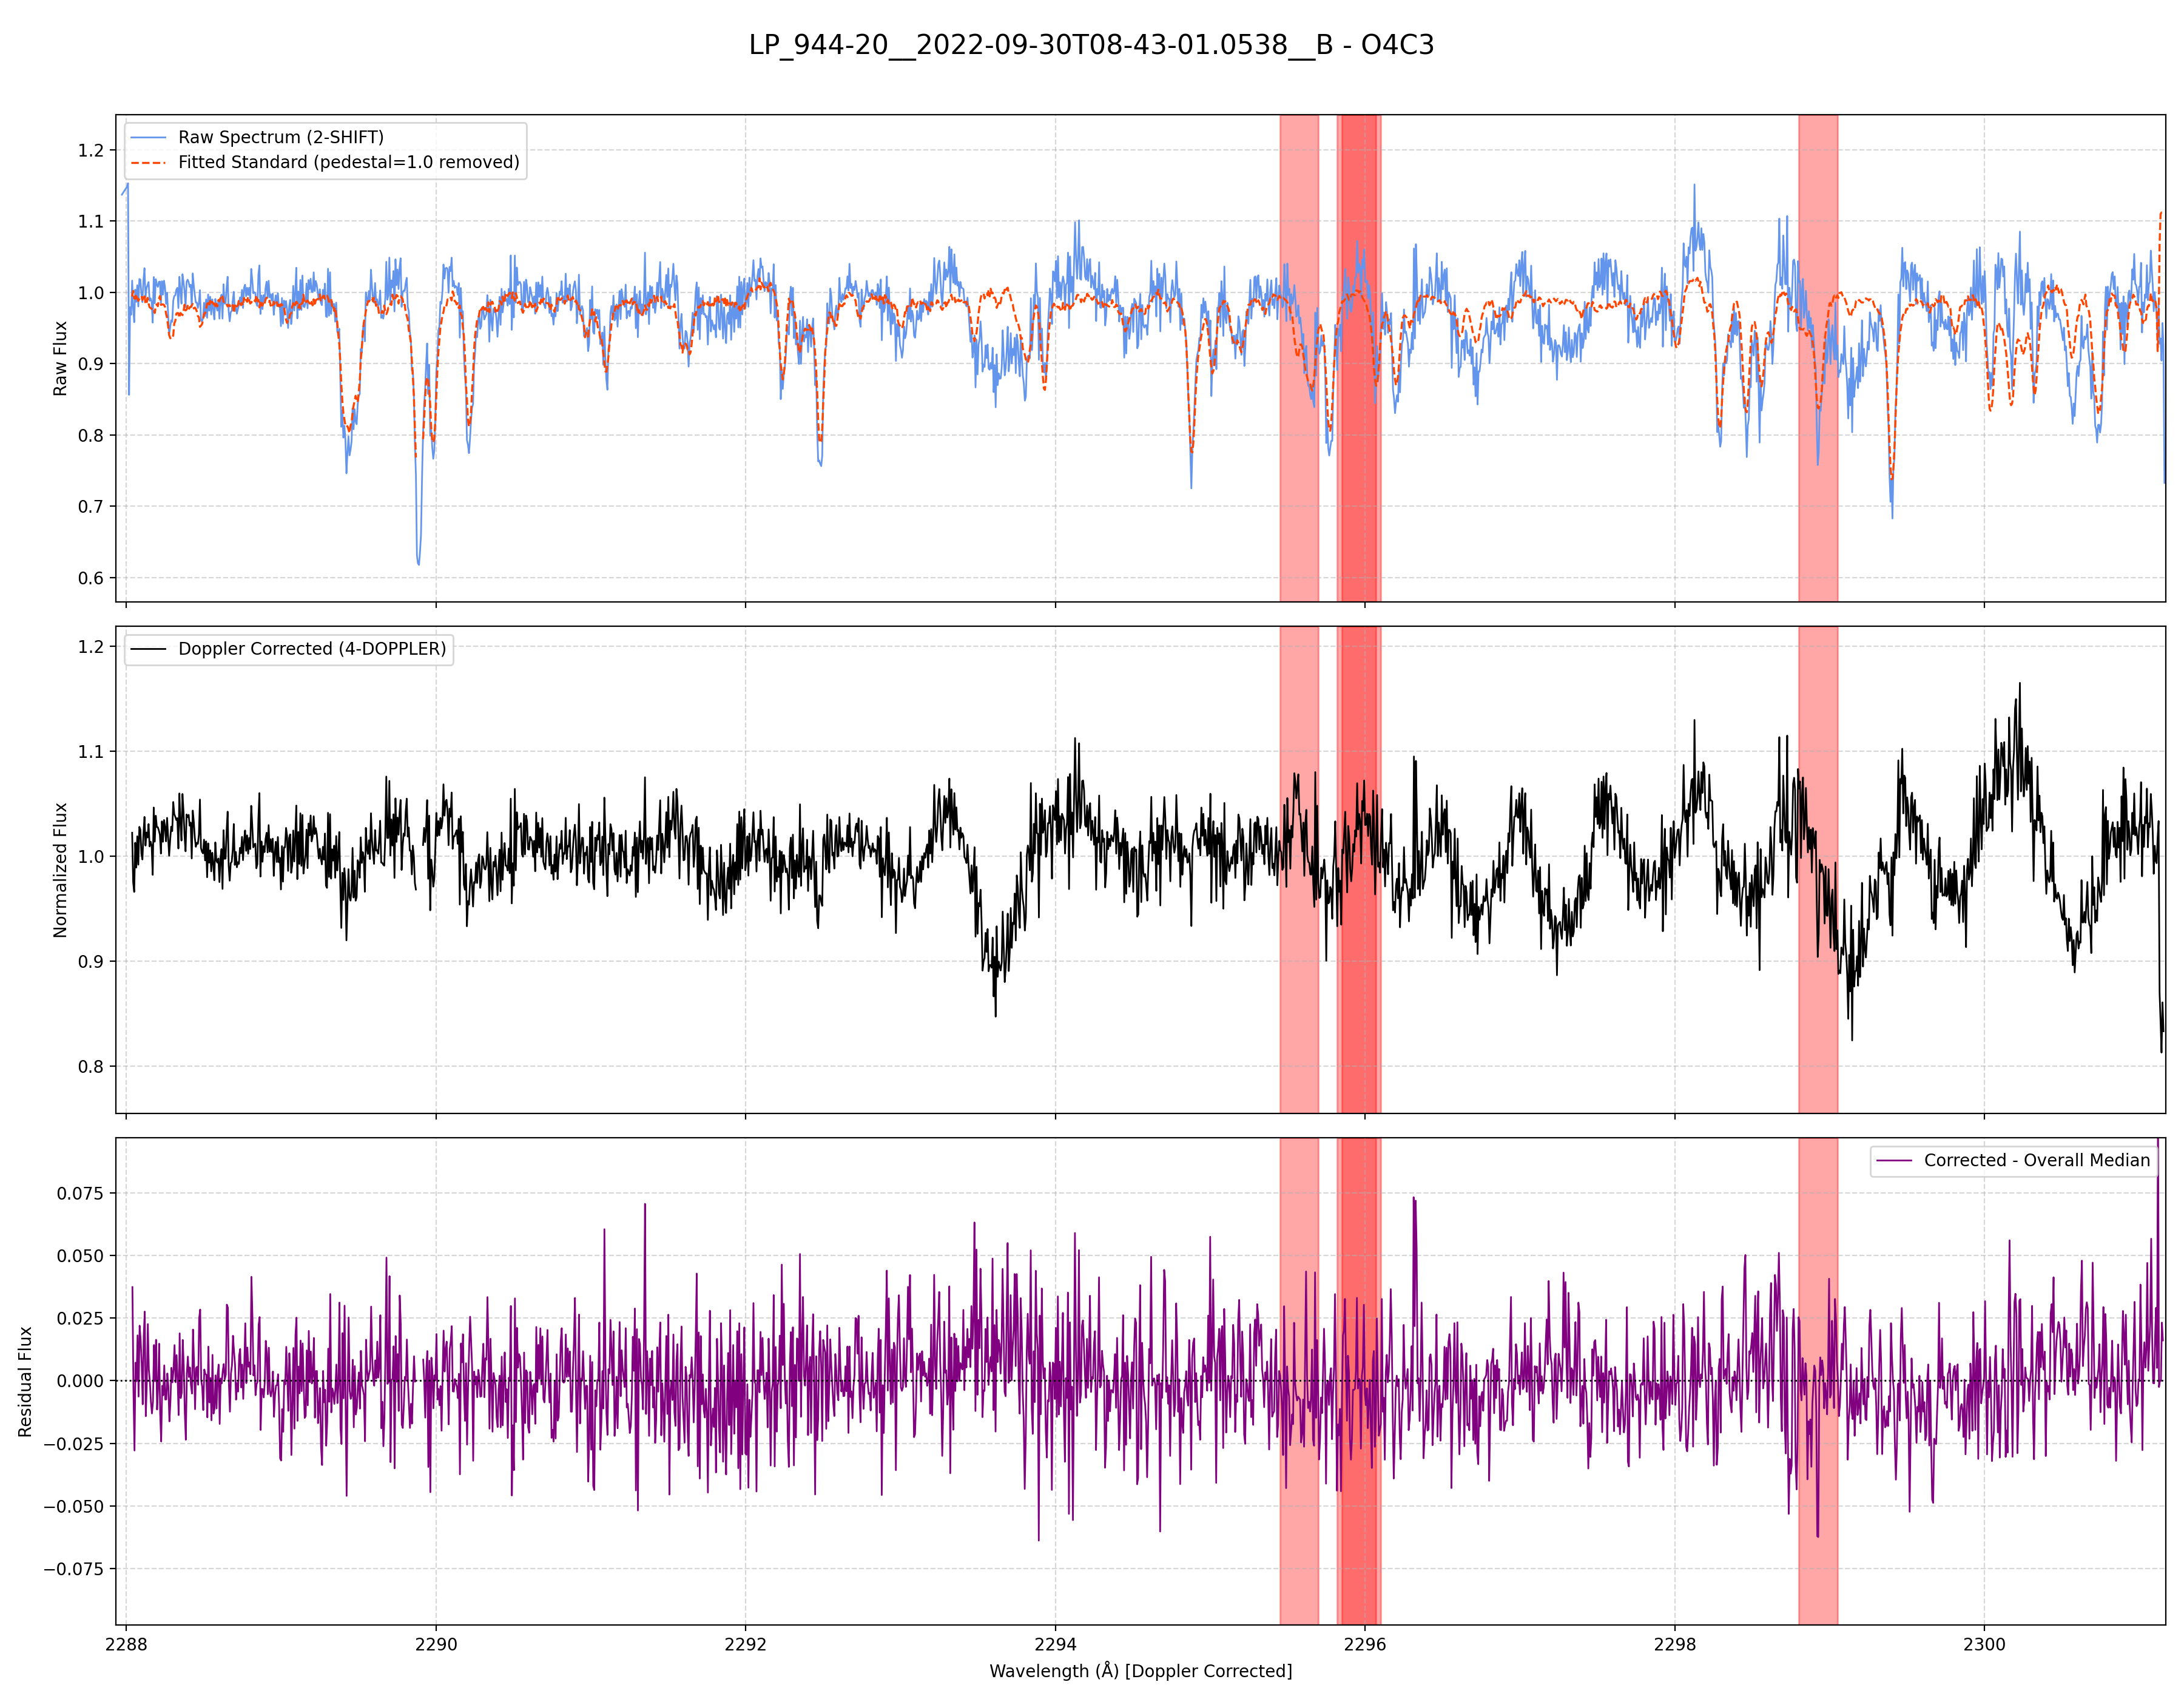 LP_944-20__2022-09-30T08-43-01.0538__B - O4C3
Raw Spectrum (2-SHIFT)
Fitted Standard (pedestal=1.0 removed)
1.2
1.1
1.0
0.9
0.8
0.7
0.6
Raw Flux
Doppler Corrected (4-DOPPLER)
1.2
1.1
1.0
0.9
0.8
Normalized Flux
Corrected - Overall Median
0.075
0.050
0.025
0.000
−0.025
−0.050
−0.075
Residual Flux
2288 2290 2292 2294 2296 2298 2300
Wavelength (Å) [Doppler Corrected]